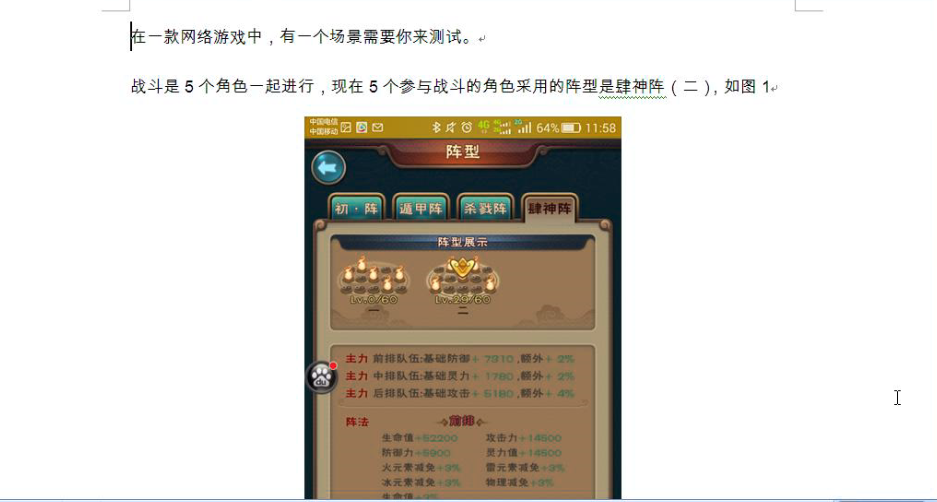 在一款网络游戏中，有一个场景需要你来测试。
战斗是 5 个角色一起进行，现在 5 个参与战斗的角色采用的阵型是肆神阵（二），如图 1
中国电信
中国移动
4G 64% 11:58
阵型
初·阵 遁甲阵 杀戮阵 肆神阵
阵型展示
Lv.0/60 Lv.29/60
一 二
主力 前排队伍:基础防御+ 7910 ,额外+ 2%
主力 中排队伍:基础灵力+ 1780 ,额外+ 2%
主力 后排队伍:基础攻击+ 5180 ,额外+ 4%
du
阵法 前排
生命值+52200 攻击力+14500
防御力+5900 灵力值+14500
火元素减免+3% 雷元素减免+3%
冰元素减免+3% 物理减免+3%
生命值+3%